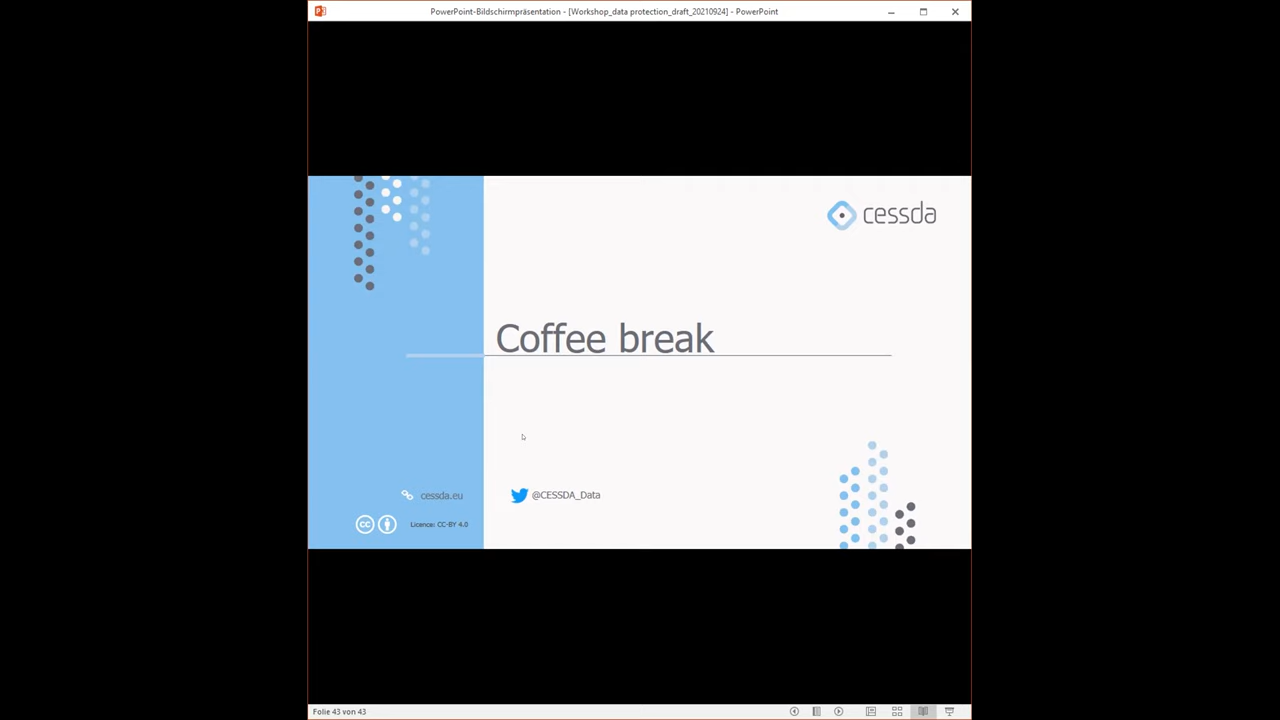 PowerPoint-Bildschirmpräsentation - [Workshop_data protection_draft_20210924] - PowerPoint
cessda
Coffee break
cessda.eu
@CESSDA_Data
cc
Licence: CC-BY 4.0
Folie 43 von 43